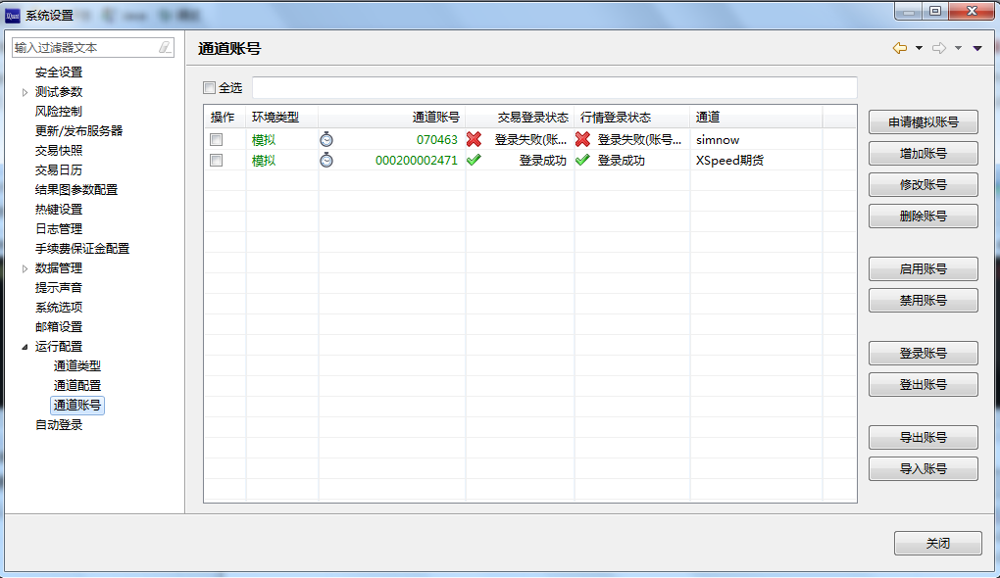 系统设置
输入过滤器文本
安全设置
测试参数
风险控制
更新/发布服务器
交易快照
交易日历
结果图参数配置
热键设置
日志管理
手续费保证金配置
数据管理
提示声音
系统选项
邮箱设置
运行配置
通道类型
通道配置
通道账号
自动登录
通道账号
全选
操作 环境类型 通道账号 交易登录状态 行情登录状态 通道
模拟 070463 登录失败(账... 登录失败(账号... simnow
模拟 000200002471 登录成功 登录成功 XSpeed期货
申请模拟账号
增加账号
修改账号
删除账号
启用账号
禁用账号
登录账号
登出账号
导出账号
导入账号
关闭